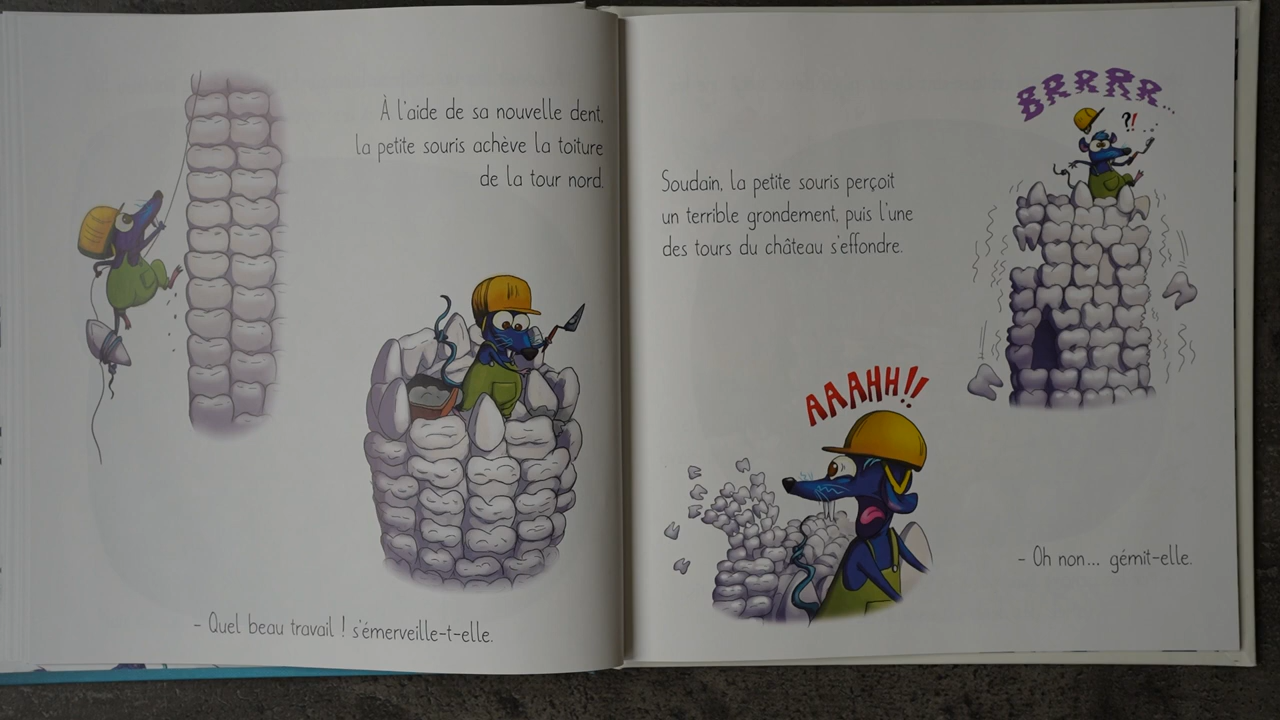 À l'aide de sa nouvelle dent,
la petite souris achève la toiture
de la tour nord.
- Quel beau travail ! s'émerveille-t-elle.
BRRRR...
?!
Soudain, la petite souris perçoit
un terrible grondement, puis l'une
des tours du château s'effondre.
AAAHH!!
- Oh non... gémit-elle.